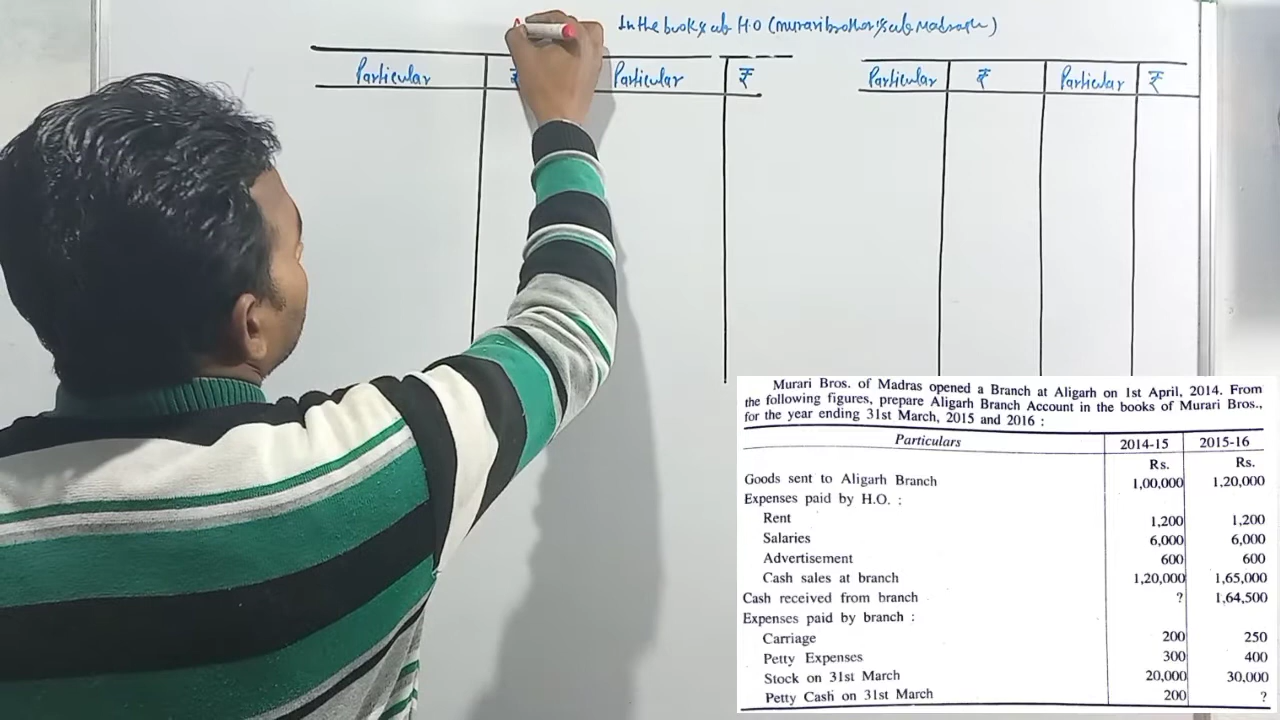 In the books of H.O (murari brother's of Madrash)
Particular ₹ Particular ₹ Particular ₹ Particular ₹
Murari Bros. of Madras opened a Branch at Aligarh on 1st April, 2014. From
the following figures, prepare Aligarh Branch Account in the books of Murari Bros.,
for the year ending 31st March, 2015 and 2016 :
Particulars 2014-15 2015-16
Rs. Rs.
Goods sent to Aligarh Branch 1,00,000 1,20,000
Expenses paid by H.O. :
Rent 1,200 1,200
Salaries 6,000 6,000
Advertisement 600 600
Cash sales at branch 1,20,000 1,65,000
Cash received from branch ? 1,64,500
Expenses paid by branch :
Carriage 200 250
Petty Expenses 300 400
Stock on 31st March 20,000 30,000
Petty Cash on 31st March 200 ?